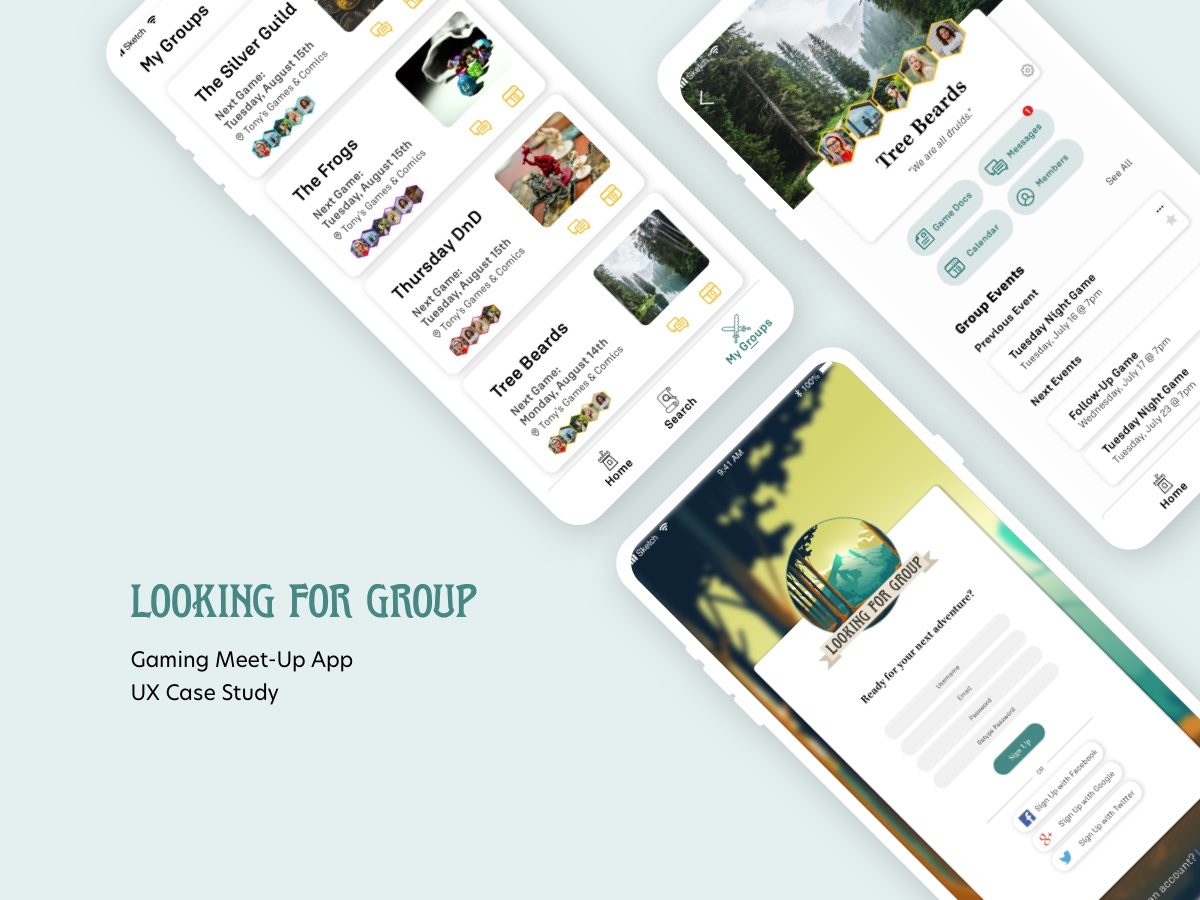 Sketch
My Groups
The Silver Guild
Next Game:
Tuesday, August 15th
Tony's Games & Comics
The Frogs
Next Game:
Tuesday, August 15th
Tony's Games & Comics
Thursday DnD
Next Game:
Tuesday, August 15th
Tony's Games & Comics
Tree Beards
Next Game:
Monday, August 14th
Tony's Games & Comics
Home
Search
My Groups
Sketch
Tree Beards
"We are all druids."
Game Docs
Messages
1
Calendar
Members
Group Events
See All
Previous Event
Tuesday Night Game
Tuesday, July 16 @ 7pm
Next Events
Follow-Up Game
Wednesday, July 17 @ 7pm
Tuesday Night Game
Tuesday, July 23 @ 7pm
Home
Sketch
9:41 AM
100%
LOOKING FOR GROUP
Ready for your next adventure?
Username
Email
Password
Retype Password
Sign Up
OR
Sign Up with Facebook
Sign Up with Google
Sign Up with Twitter
an account?
LOOKING FOR GROUP
Gaming Meet-Up App
UX Case Study